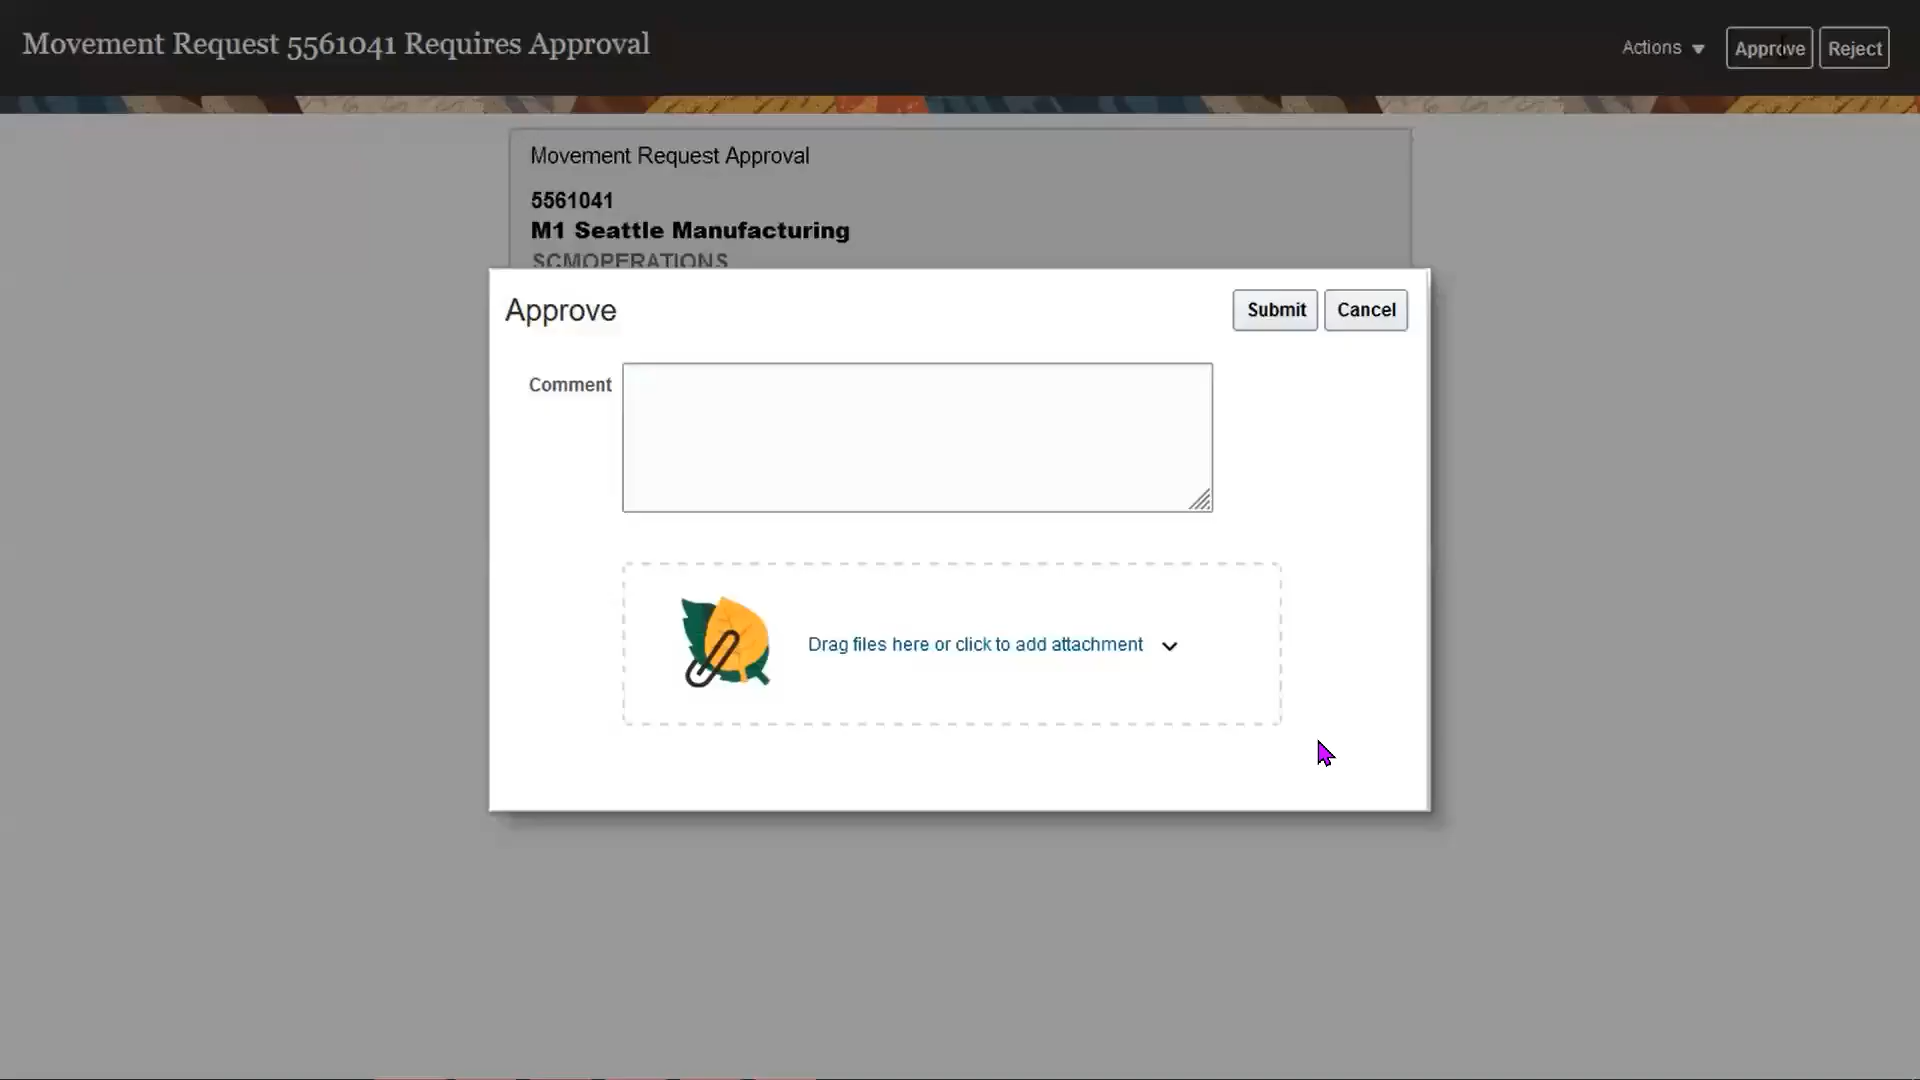 Movement Request 5561041 Requires Approval
Actions
Approve
Reject
Movement Request Approval
5561041
M1 Seattle Manufacturing
SCMOPERATIONS
Approve
Submit
Cancel
Comment
Drag files here or click to add attachment